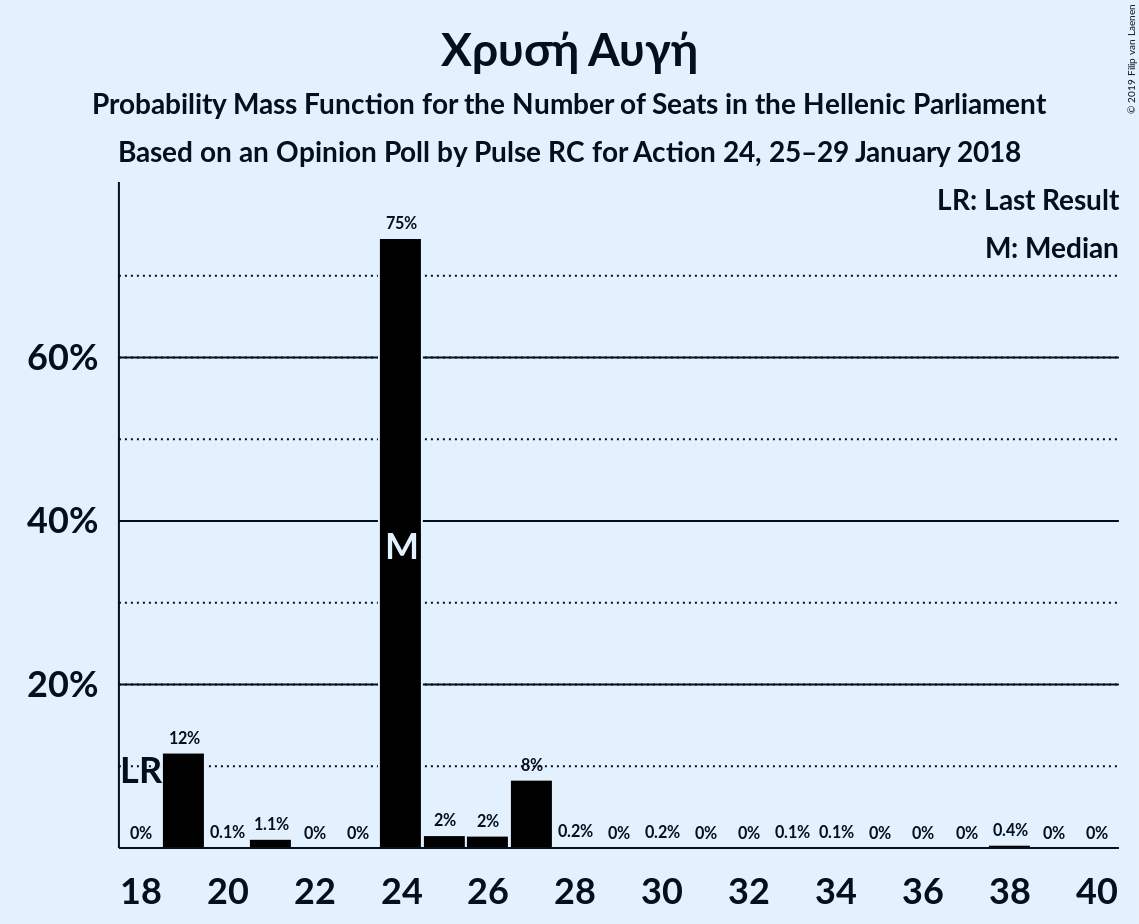 Χρυσή Αυγή
Probability Mass Function for the Number of Seats in the Hellenic Parliament
Based on an Opinion Poll by Pulse RC for Action 24, 25–29 January 2018
© 2019 Filip van Laenen
LR: Last Result
M: Median
75%
60%
40%
M
20%
12%
LR
8%
0%
0.1%
1.1%
0%
0%
2%
2%
0.2%
0%
0.2%
0%
0%
0.1%
0.1%
0%
0%
0%
0.4%
0%
0%
18 20 22 24 26 28 30 32 34 36 38 40